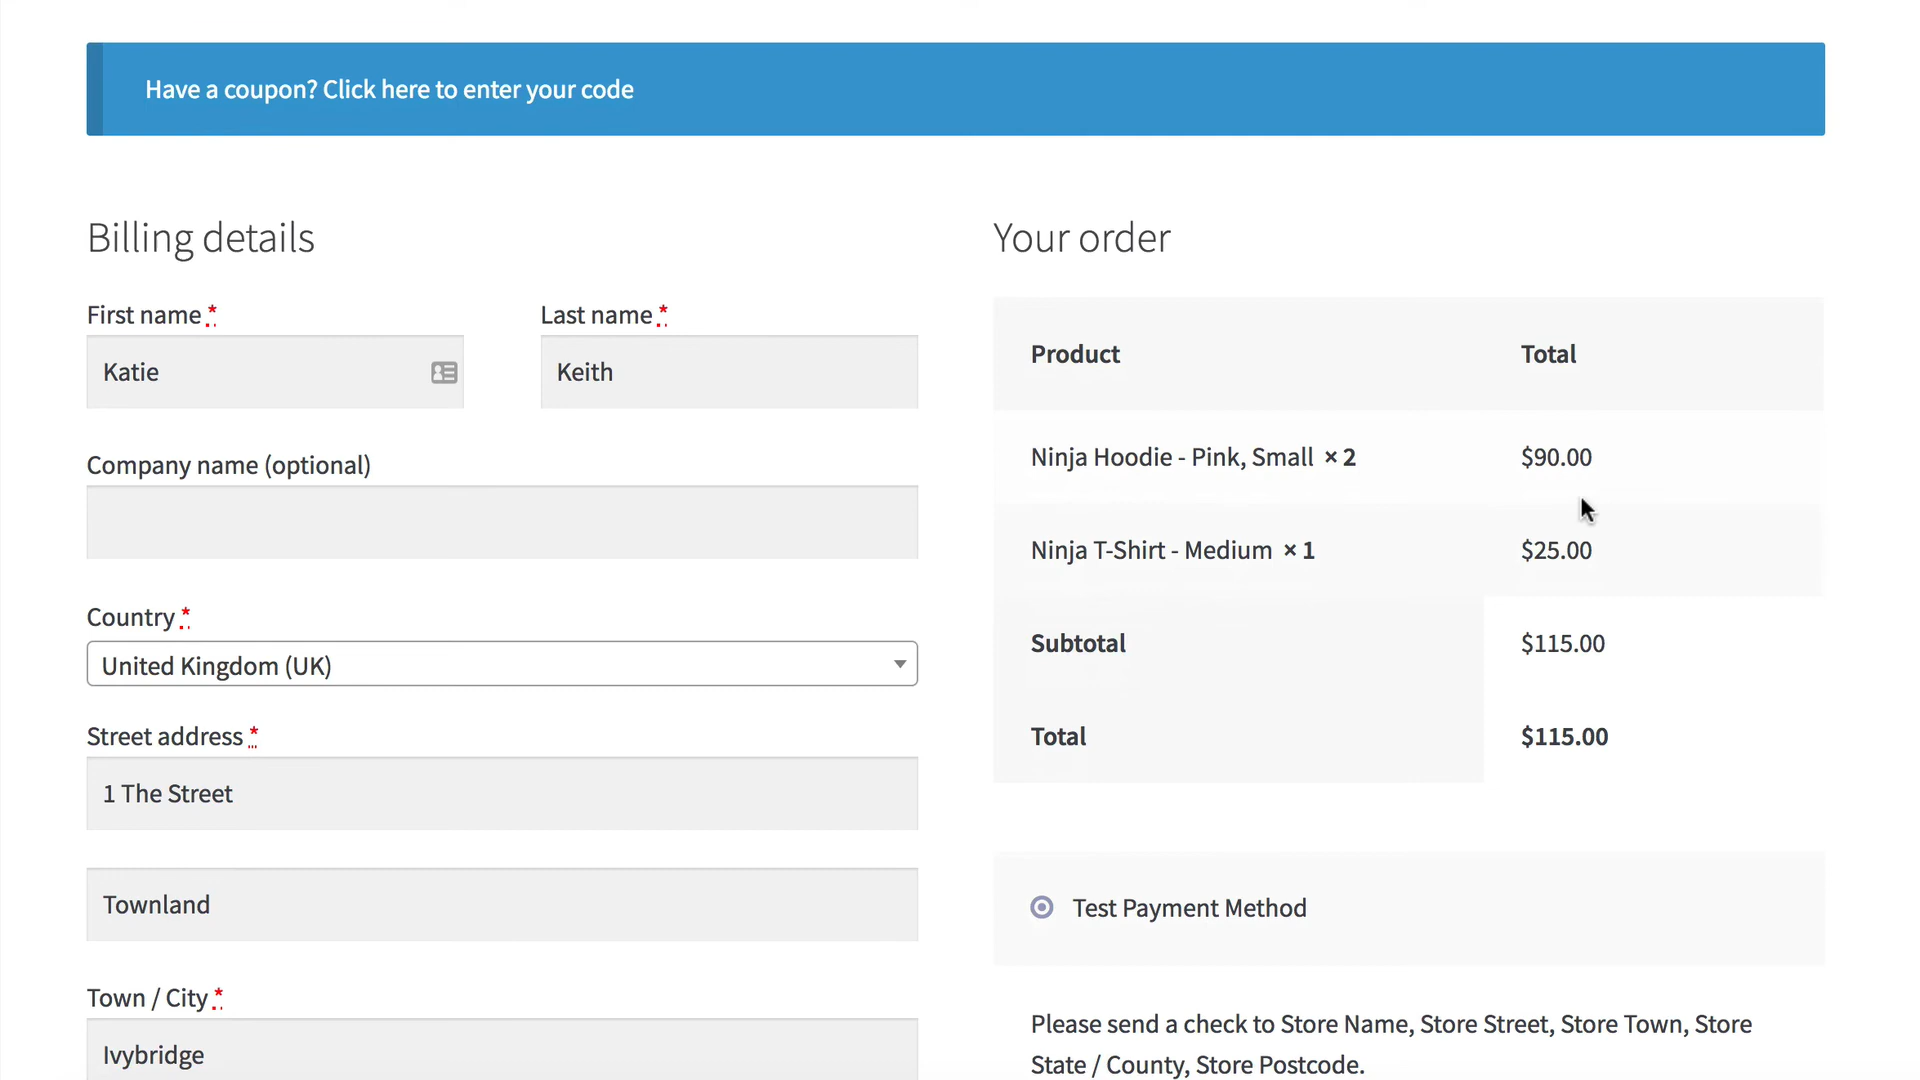 Have a coupon? Click here to enter your code
Billing details
First name *
Last name *
Katie
Keith
Company name (optional)
Country *
United Kingdom (UK)
Street address *
1 The Street
Townland
Town / City *
Ivybridge
Your order
Product Total
Ninja Hoodie - Pink, Small × 2 $90.00
Ninja T-Shirt - Medium × 1 $25.00
Subtotal $115.00
Total $115.00
Test Payment Method
Please send a check to Store Name, Store Street, Store Town, Store
State / County, Store Postcode.